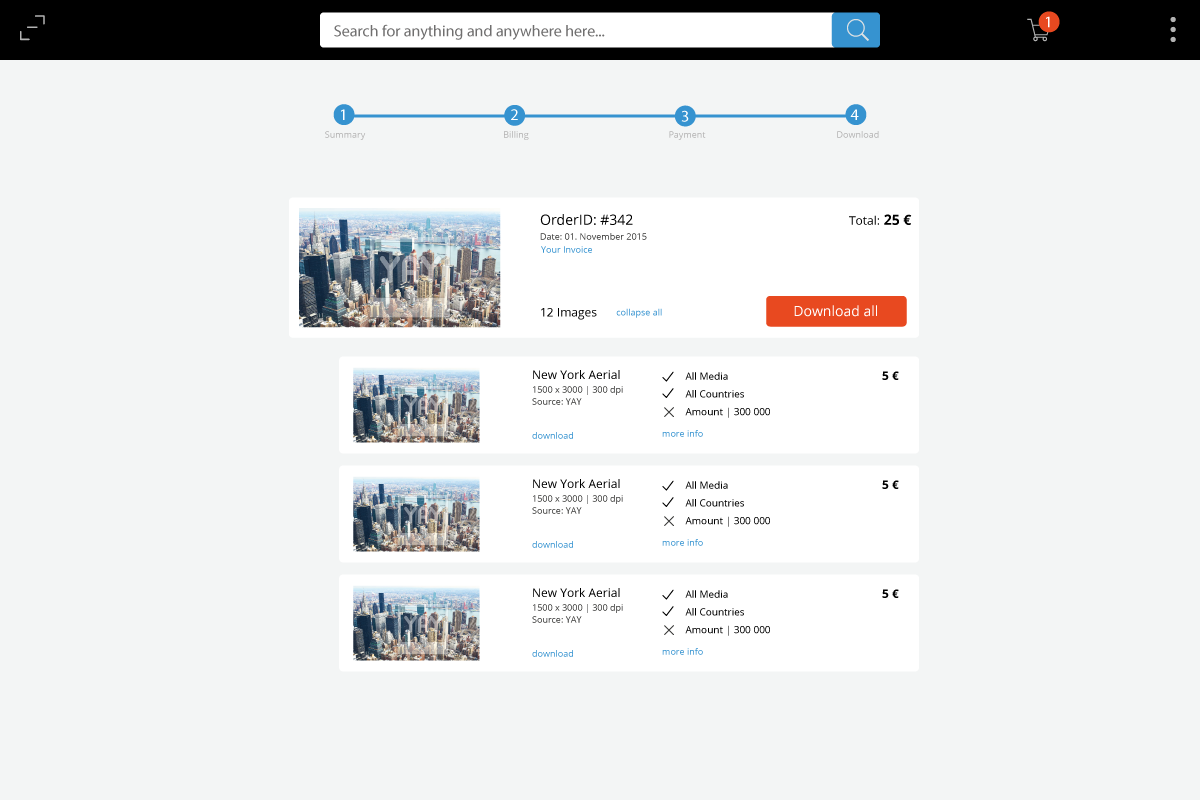 Search for anything and anywhere here...
1
1
2
3
4
Summary
Billing
Payment
Download
YAY
OrderID: #342
Total: 25 €
Date: 01. November 2015
Your Invoice
12 Images
collapse all
Download all
YAY
New York Aerial
1500 x 3000 | 300 dpi
Source: YAY
download
All Media
All Countries
Amount | 300 000
more info
5 €
YAY
New York Aerial
1500 x 3000 | 300 dpi
Source: YAY
download
All Media
All Countries
Amount | 300 000
more info
5 €
YAY
New York Aerial
1500 x 3000 | 300 dpi
Source: YAY
download
All Media
All Countries
Amount | 300 000
more info
5 €